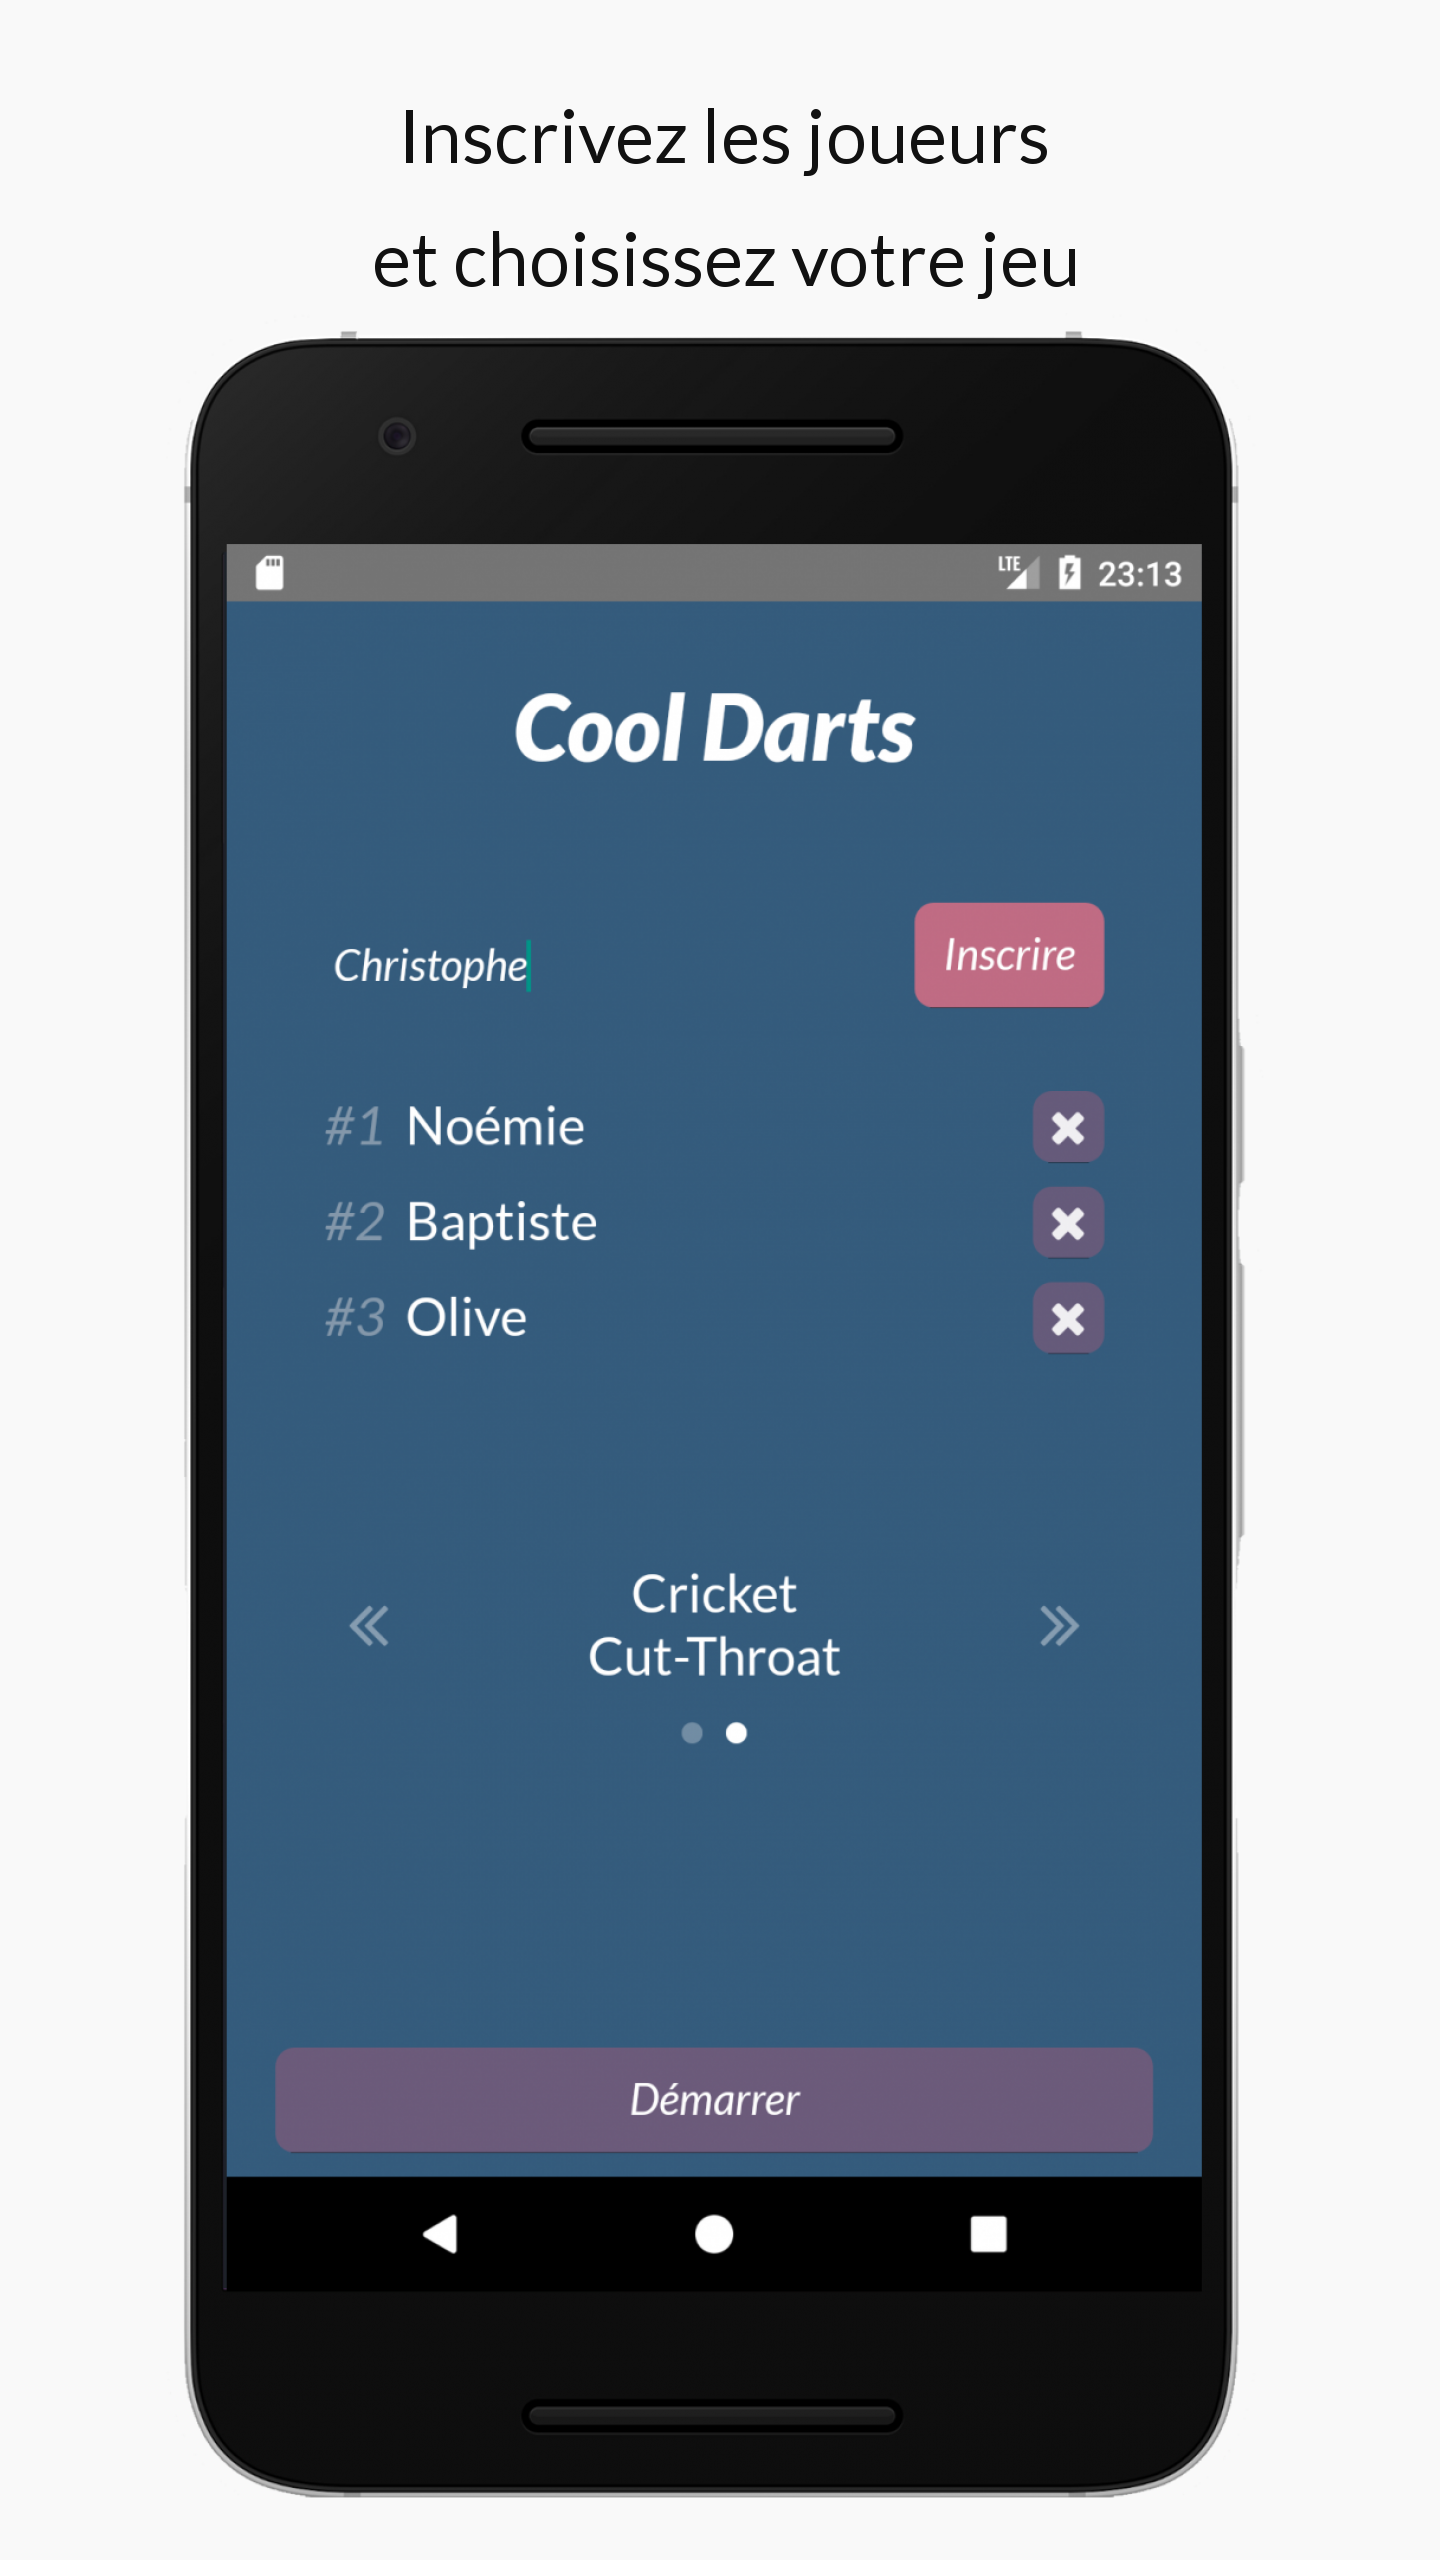 Inscrivez les joueurs
et choisissez votre jeu
LTE 23:13
Cool Darts
Christophe
Inscrire
#1 Noémie
#2 Baptiste
#3 Olive
Cricket
Cut-Throat
Démarrer